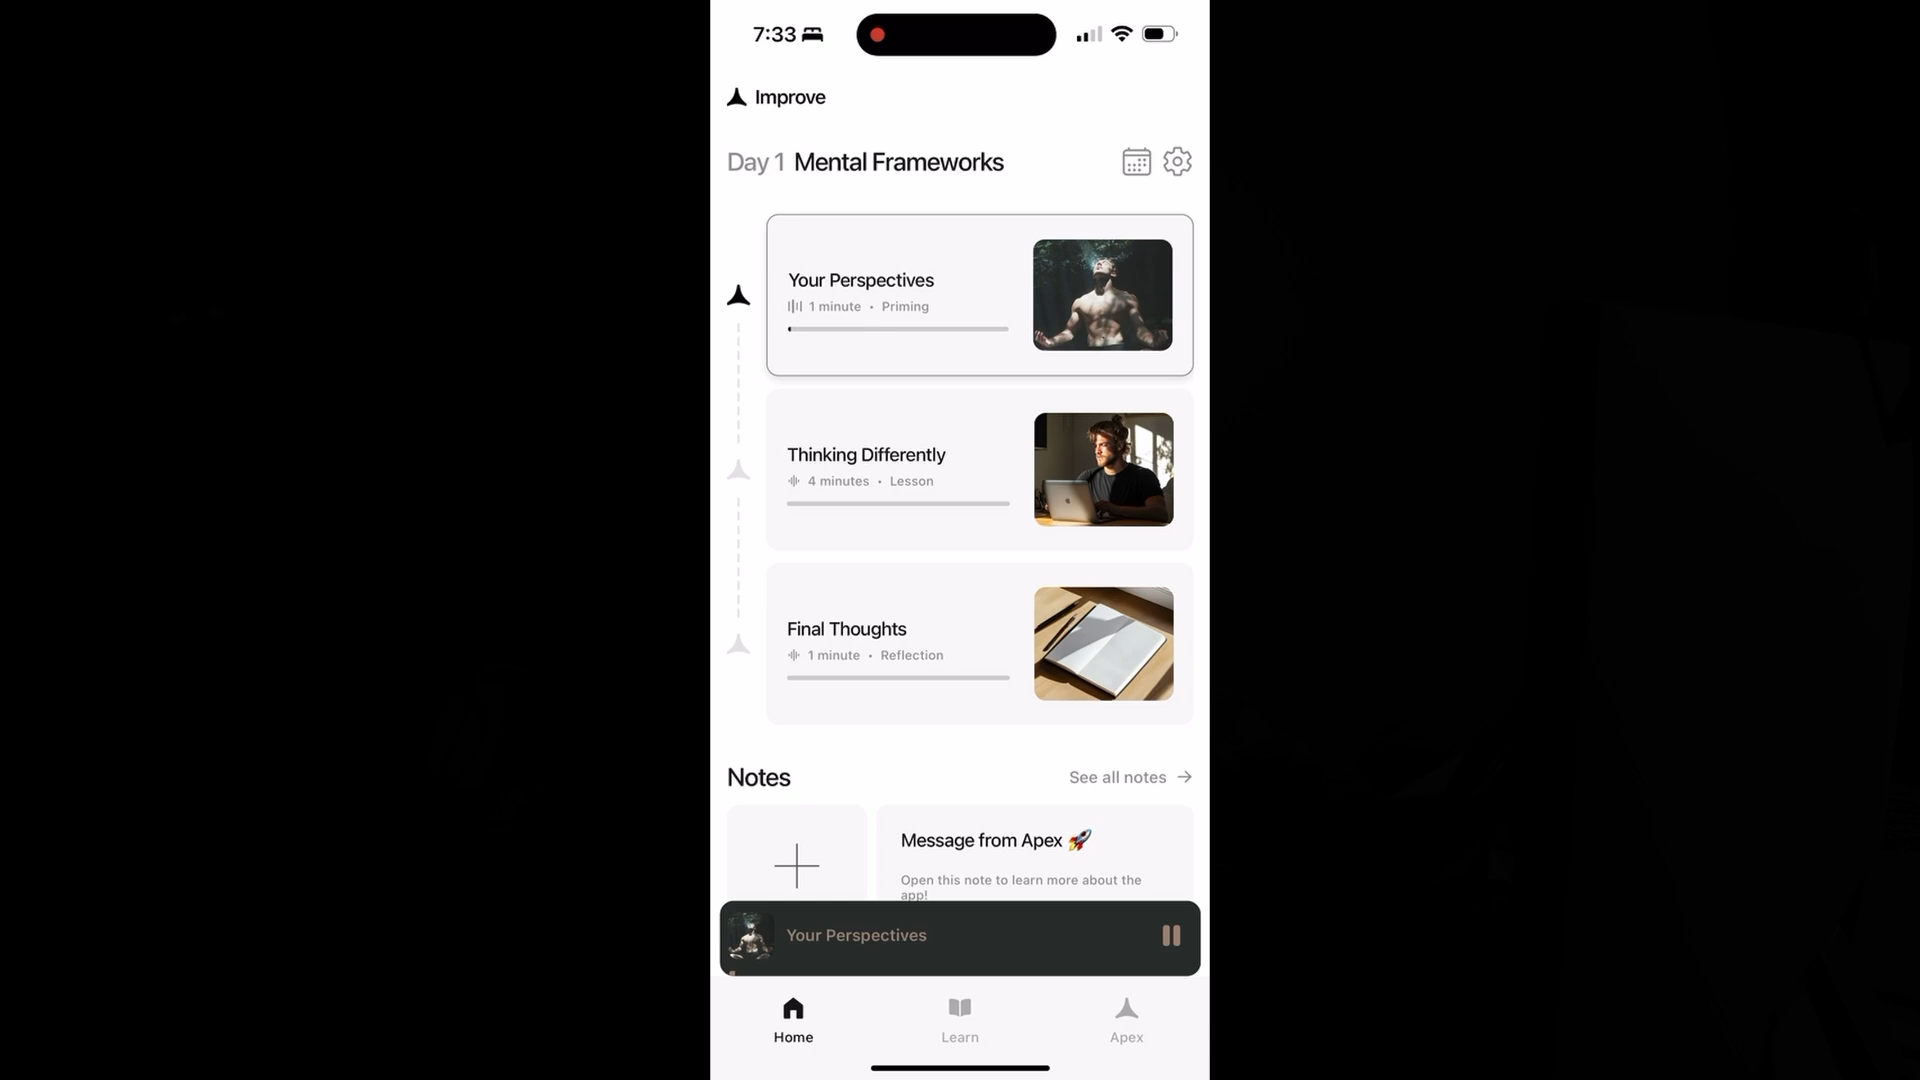 7:33
Improve
Day 1 Mental Frameworks
Your Perspectives
1 minute • Priming
Thinking Differently
4 minutes • Lesson
Final Thoughts
1 minute • Reflection
Notes
See all notes →
Message from Apex 🚀
Open this note to learn more about the
app!
Your Perspectives
Home
Learn
Apex